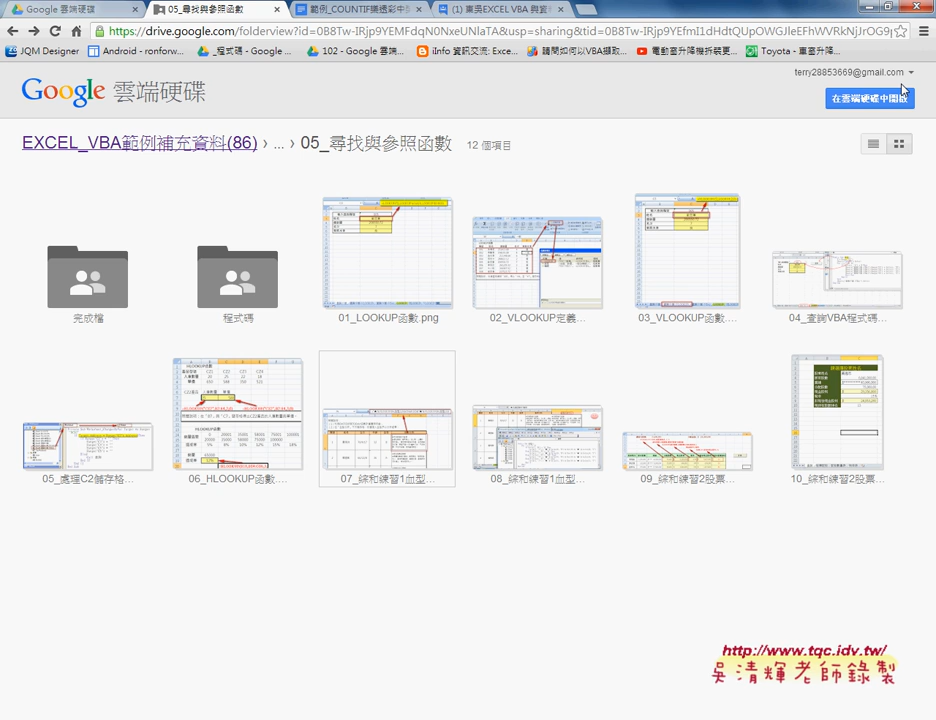 Google 雲端硬碟
05_尋找與參照函數
範例_COUNTIF樂透彩中
(1) 東吳EXCEL VBA 與資
https://drive.google.com/folderview?id=0B8Tw-IRjp9YEMFdqN0NxeUNIaTA&usp=sharing&tid=0B8Tw-IRjp9YEfmI1dHdtQUpOWGJleEFhWVRkNjJrOG9
JQM Designer
Android - ronforw...
_程式碼 - Google ...
102 - Google 雲端...
iInfo 資訊交流: Exce...
請問如何以VBA擷取...
電動塞升降機拆裝更...
Toyota - 車塞升降...
terry28853669@gmail.com
Google 雲端硬碟
在雲端硬碟中開啟
EXCEL_VBA範例補充資料(86) › ... › 05_尋找與參照函數 12 個項目
完成檔
程式碼
01_LOOKUP函數.png
02_VLOOKUP定義...
03_VLOOKUP函數....
04_查詢VBA程式碼...
05_處理C2儲存格...
06_HLOOKUP函數....
07_綜和練習1血型...
08_綜和練習1血型...
09_綜和練習2股票...
10_綜和練習2股票...
http://www.tqc.idv.tw/
吳清輝老師錄製